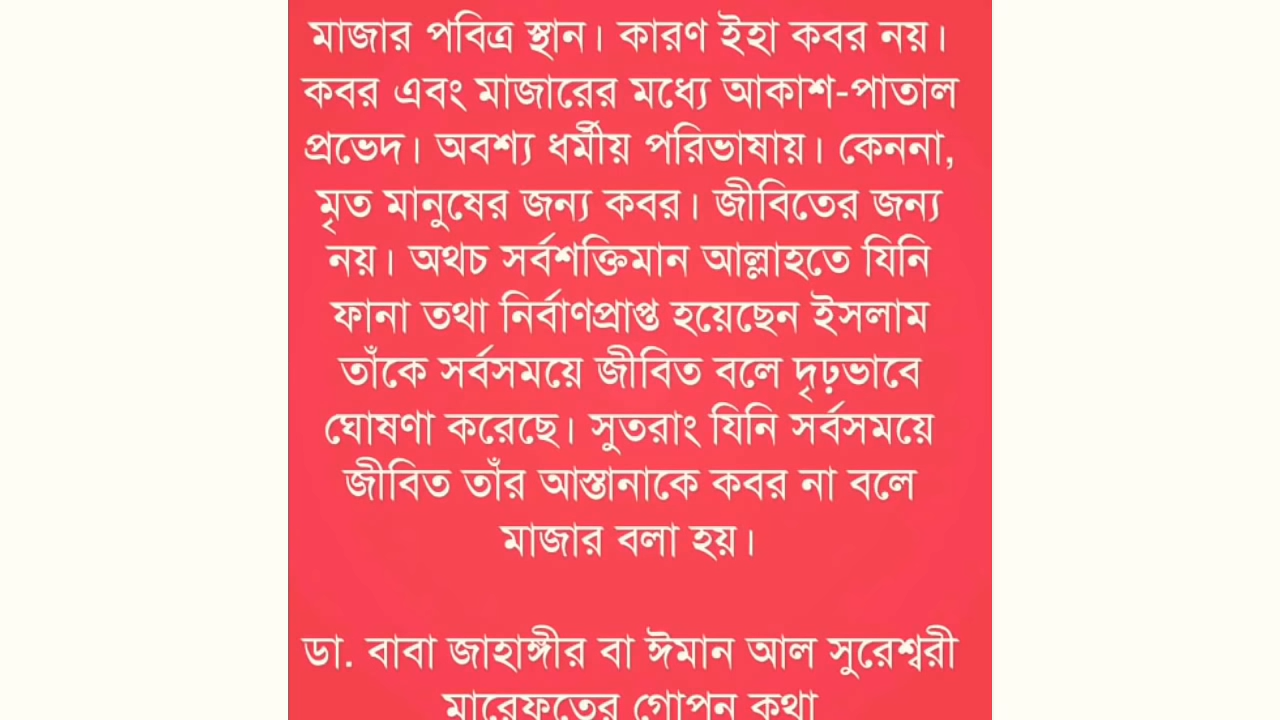 মাজার পবিত্র স্থান। কারণ ইহা কবর নয়।
কবর এবং মাজারের মধ্যে আকাশ-পাতাল
প্রভেদ। অবশ্য ধর্মীয় পরিভাষায়। কেননা,
মৃত মানুষের জন্য কবর। জীবিতের জন্য
নয়। অথচ সর্বশক্তিমান আল্লাহতে যিনি
ফানা তথা নির্বাণপ্রাপ্ত হয়েছেন ইসলাম
তাঁকে সর্বসময়ে জীবিত বলে দৃঢ়ভাবে
ঘোষণা করেছে। সুতরাং যিনি সর্বসময়ে
জীবিত তাঁর আস্তানাকে কবর না বলে
মাজার বলা হয়।
ডা. বাবা জাহাঙ্গীর বা ঈমান আল সুরেশ্বরী
মারেফতের গোপন কথা